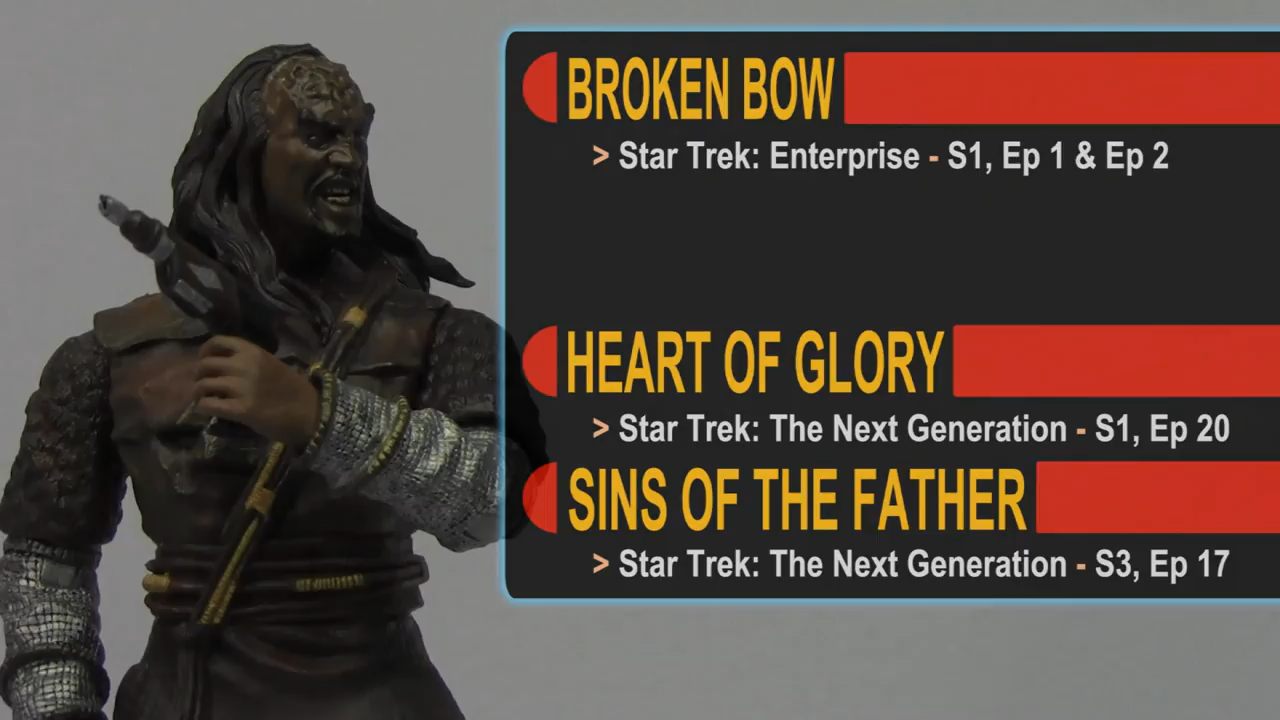 BROKEN BOW
> Star Trek: Enterprise - S1, Ep 1 & Ep 2
HEART OF GLORY
> Star Trek: The Next Generation - S1, Ep 20
SINS OF THE FATHER
> Star Trek: The Next Generation - S3, Ep 17